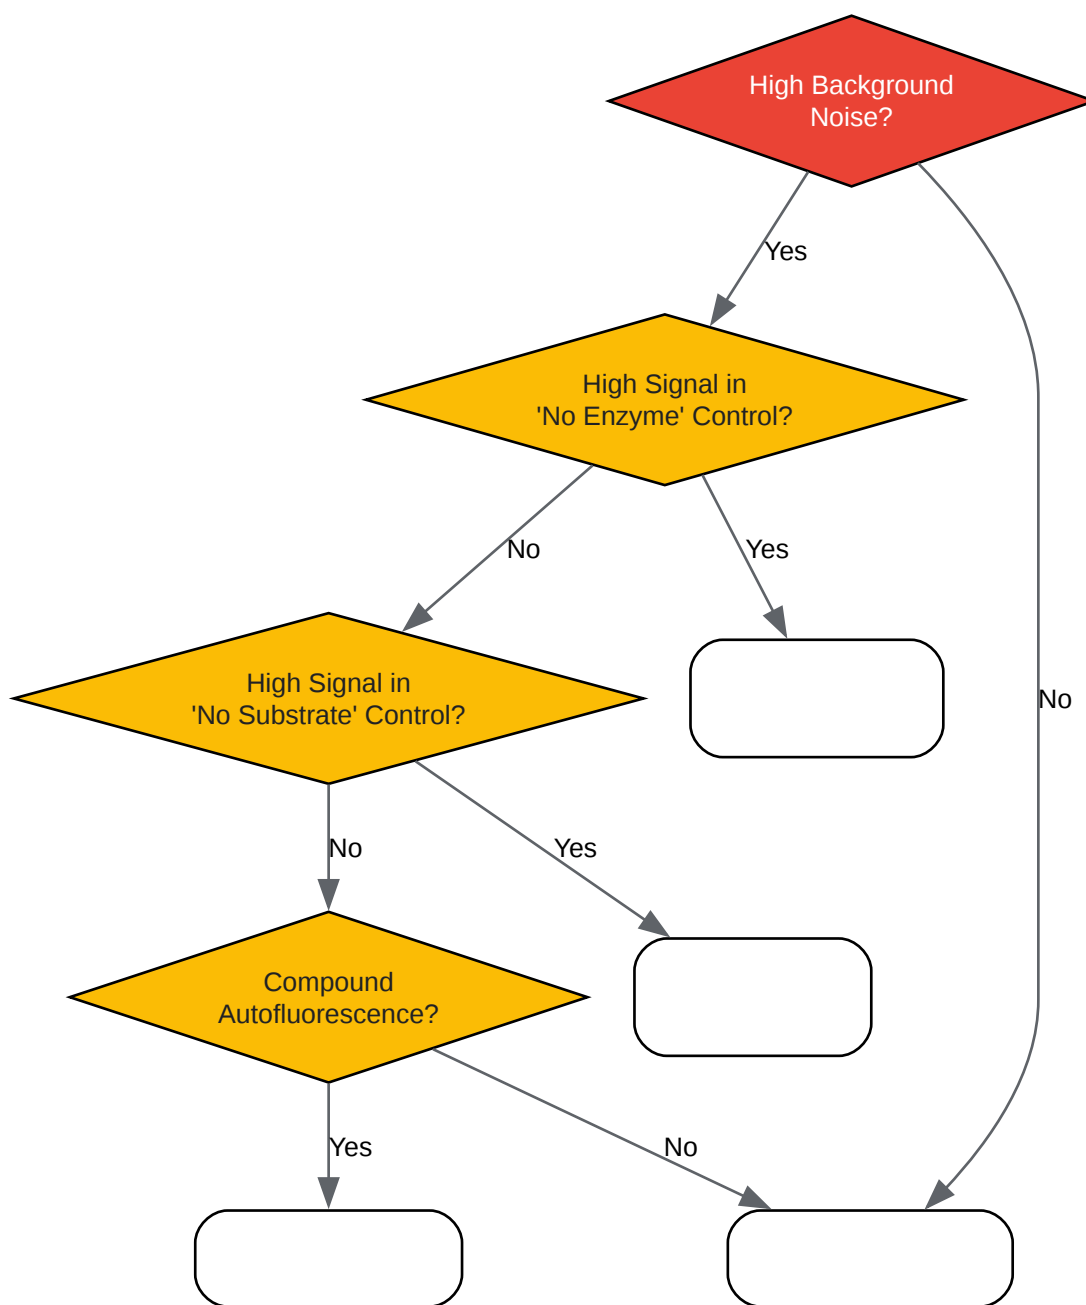 High Background
Noise?
Yes
High Signal in
'No Enzyme' Control?
No
Yes
High Signal in
'No Substrate' Control?
No
No
Yes
Compound
Autofluorescence?
Yes
No